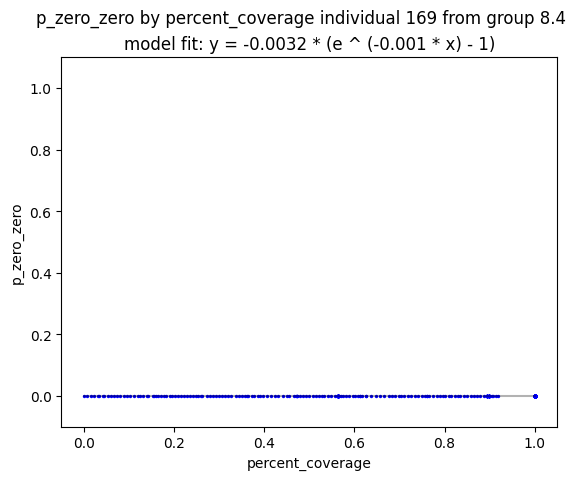 p_zero_zero by percent_coverage individual 169 from group 8.4
model fit: y = -0.0032 * (e ^ (-0.001 * x) - 1)
1.0
0.8
0.6
0.4
0.2
0.0
p_zero_zero
0.0 0.2 0.4 0.6 0.8 1.0
percent_coverage